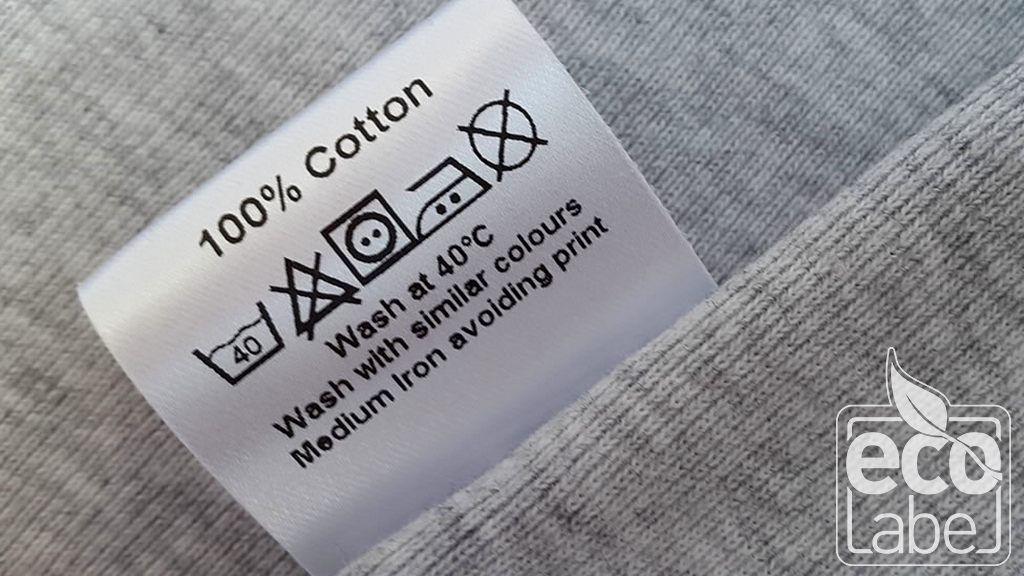 100% Cotton
40
Wash at 40°C
Wash with similar colours
Medium Iron avoiding print
eco
Label